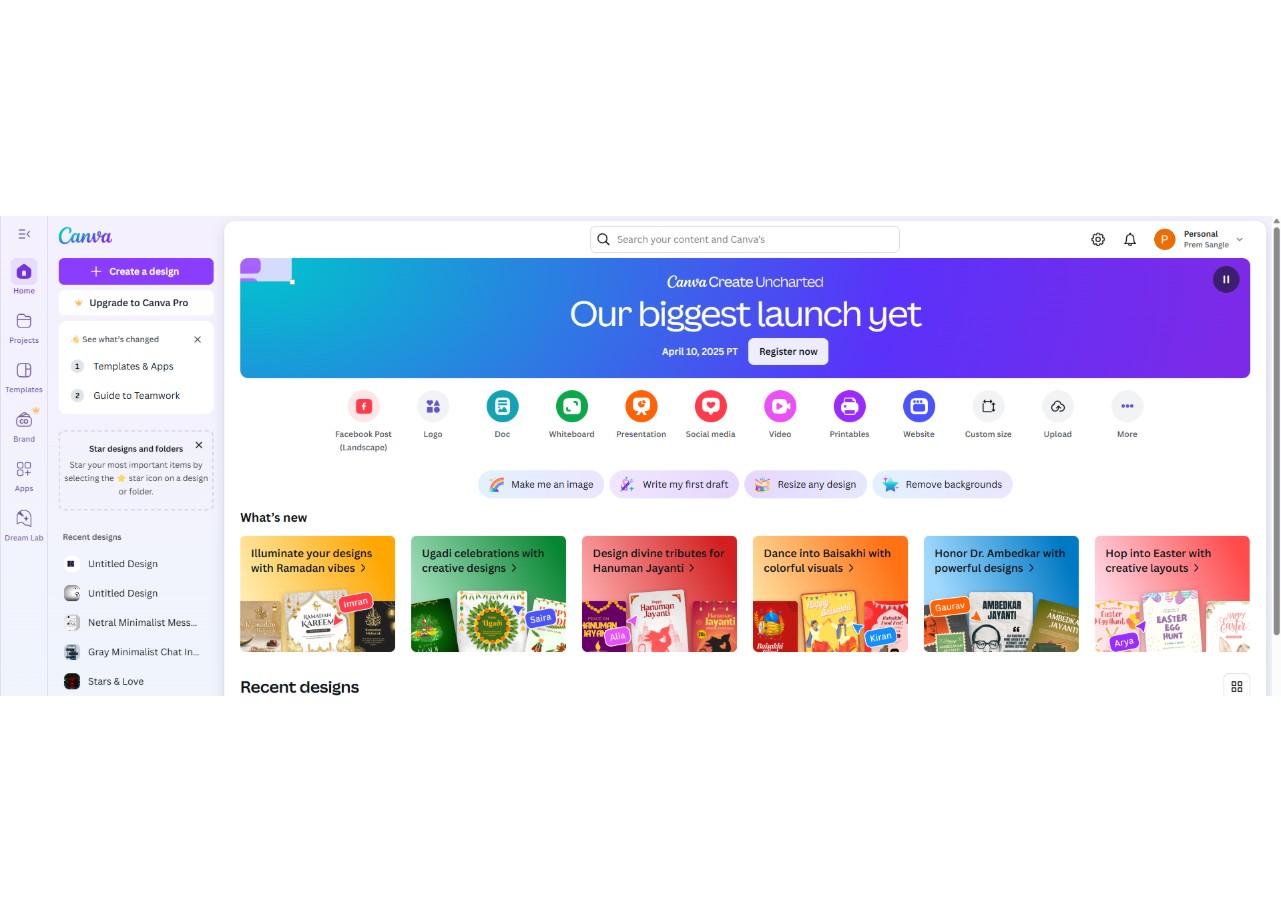 Canva
Create a design
Upgrade to Canva Pro
See what's changed
1 Templates & Apps
2 Guide to Teamwork
Star designs and folders
Star your most important items by
selecting the ⭐ star icon on a design
or folder.
Recent designs
Untitled Design
Untitled Design
Netral Minimalist Mess...
Gray Minimalist Chat In...
Stars & Love
Home
Projects
Templates
Brand
Apps
Dream Lab
Search your content and Canva's
P
Personal
Prem Sangle
Canva Create Uncharted
Our biggest launch yet
April 10, 2025 PT
Register now
Facebook Post
(Landscape)
Logo
Doc
Whiteboard
Presentation
Social media
Video
Printables
Website
Custom size
Upload
More
Make me an image
Write my first draft
Resize any design
Remove backgrounds
What's new
Illuminate your designs
with Ramadan vibes
Imran
RAMADAN
KAREEM
Ugadi celebrations with
creative designs
Saira
Ugadi
Design divine tributes for
Hanuman Jayanti
Hanuman
Jayanti
Alia
Dance into Baisakhi with
colorful visuals
Happy
Baisakhi
Kiran
Honor Dr. Ambedkar with
powerful designs
Gaurav
AMBEDKAR
JAYANTI
Hop into Easter with
creative layouts
EASTER
EGG
HUNT
Arya
Recent designs